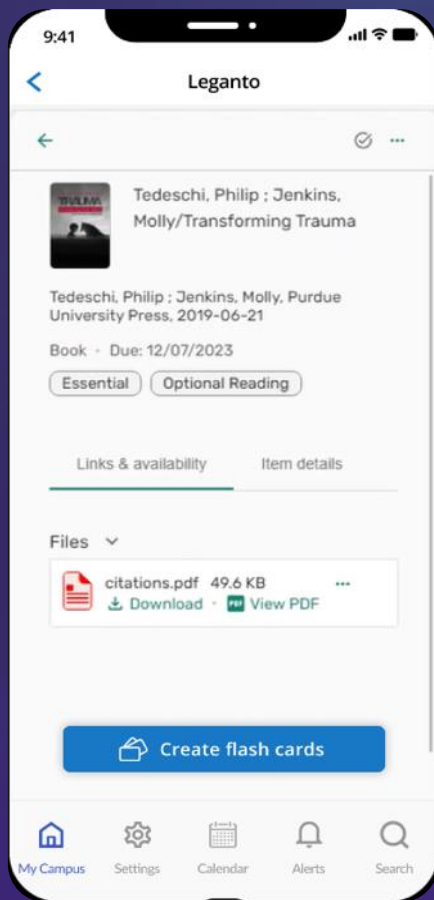 9:41
Leganto
TRAUMA
Tedeschi, Philip ; Jenkins,
Molly/Transforming Trauma
Tedeschi, Philip ; Jenkins, Molly, Purdue
University Press, 2019-06-21
Book - Due: 12/07/2023
Essential Optional Reading
Links & availability Item details
Files
citations.pdf 49.6 KB
Download - PDF View PDF
Create flash cards
My Campus Settings Calendar Alerts Search